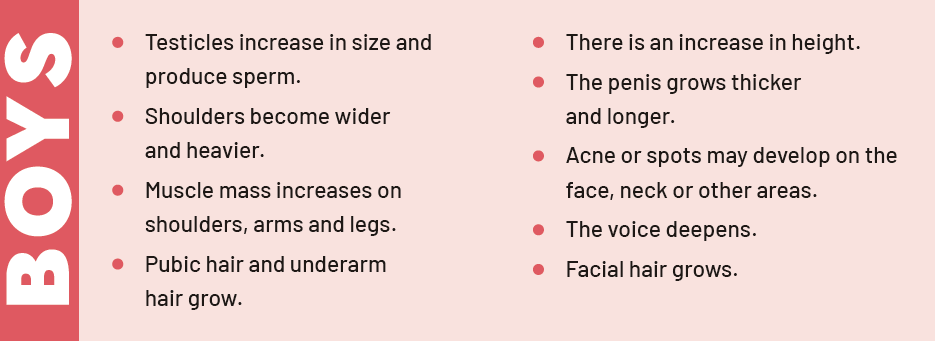 BOYS
Testicles increase in size and
produce sperm.
Shoulders become wider
and heavier.
Muscle mass increases on
shoulders, arms and legs.
Pubic hair and underarm
hair grow.
There is an increase in height.
The penis grows thicker
and longer.
Acne or spots may develop on the
face, neck or other areas.
The voice deepens.
Facial hair grows.